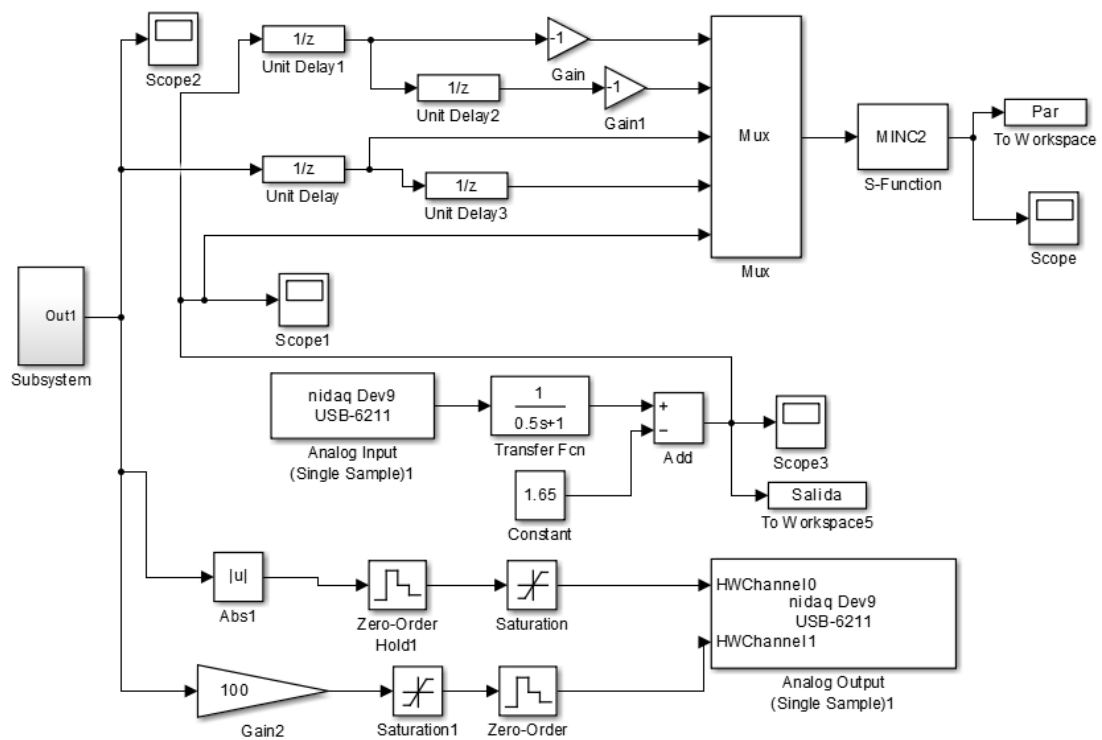 Scope2
1/z
Unit Delay1
-1
Gain
1/z
Unit Delay2
-1
Gain1
Mux
Mux
MINC2
S-Function
Par
To Workspace
Scope
1/z
Unit Delay
1/z
Unit Delay3
Out1
Subsystem
Scope1
nidaq Dev9
USB-6211
Analog Input
(Single Sample)1
1
0.5s+1
Transfer Fcn
+
−
Add
Scope3
1.65
Constant
Salida
To Workspace5
|u|
Abs1
Zero-Order
Hold1
Saturation
HWChannel0
nidaq Dev9
USB-6211
HWChannel1
Analog Output
(Single Sample)1
100
Gain2
Saturation1
Zero-Order